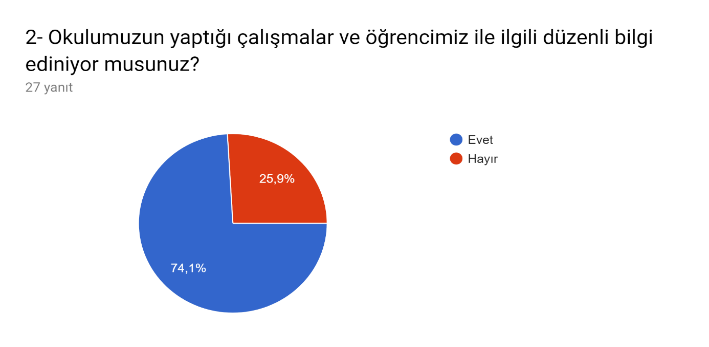 2- Okulumuzun yaptığı çalışmalar ve öğrencimiz ile ilgili düzenli bilgi
ediniyor musunuz?
27 yanıt
Evet
Hayır
25,9%
74,1%